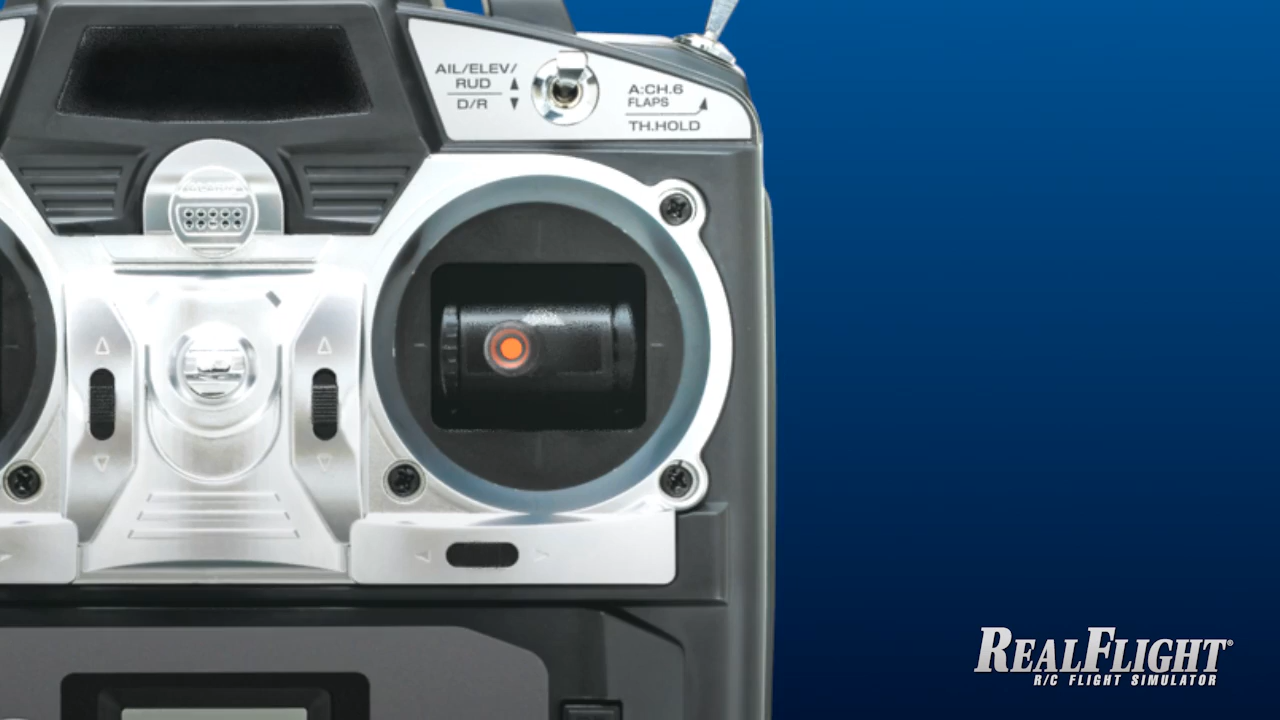 AIL/ELEV/
RUD
D/R
A:CH.6
FLAPS
TH.HOLD
REALFLIGHT®
R/C FLIGHT SIMULATOR